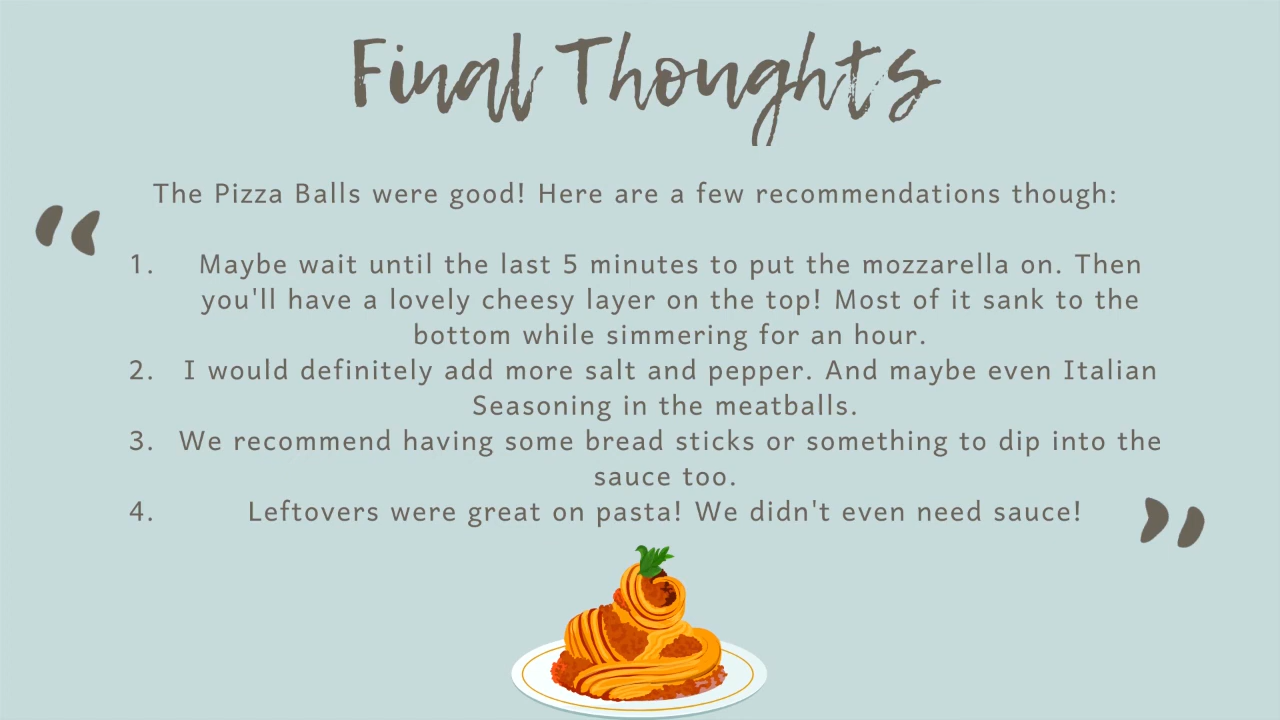 Final Thoughts
The Pizza Balls were good! Here are a few recommendations though:
“
1. Maybe wait until the last 5 minutes to put the mozzarella on. Then
you'll have a lovely cheesy layer on the top! Most of it sank to the
bottom while simmering for an hour.
2. I would definitely add more salt and pepper. And maybe even Italian
Seasoning in the meatballs.
3. We recommend having some bread sticks or something to dip into the
sauce too.
4. Leftovers were great on pasta! We didn't even need sauce!
”